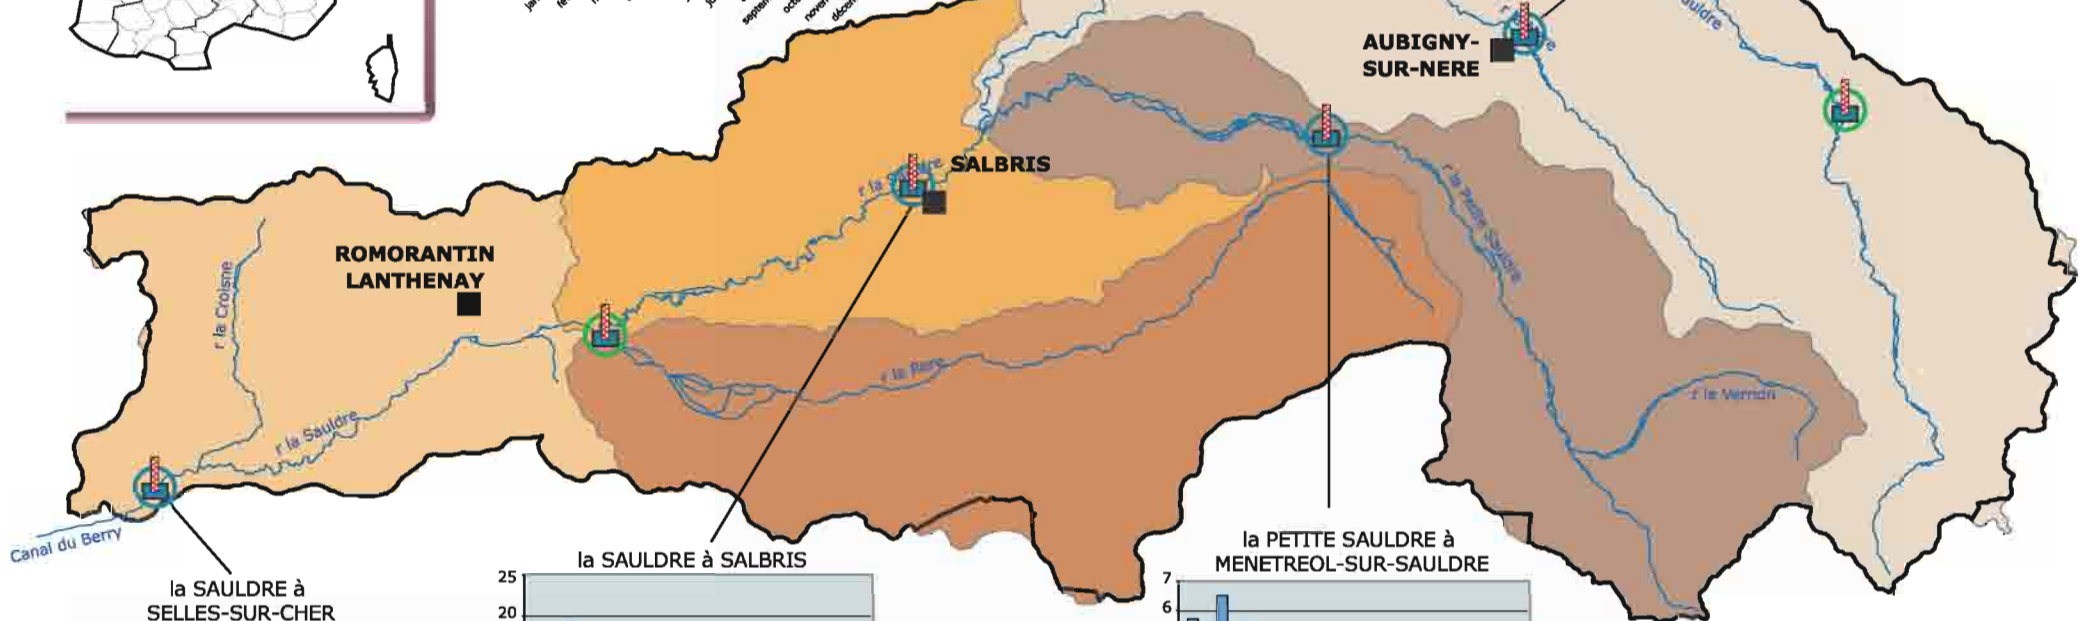 AUBIGNY-
SUR-NERE
SALBRIS
r la Petite Sauldre
ROMORANTIN
LANTHENAY
r la Croisne
r la Rere
r le Vernon
r la Sauldre
Canal du Berry
la SAULDRE à
SELLES-SUR-CHER
la SAULDRE à SALBRIS
25
20
la PETITE SAULDRE à
MENETREOL-SUR-SAULDRE
7
6